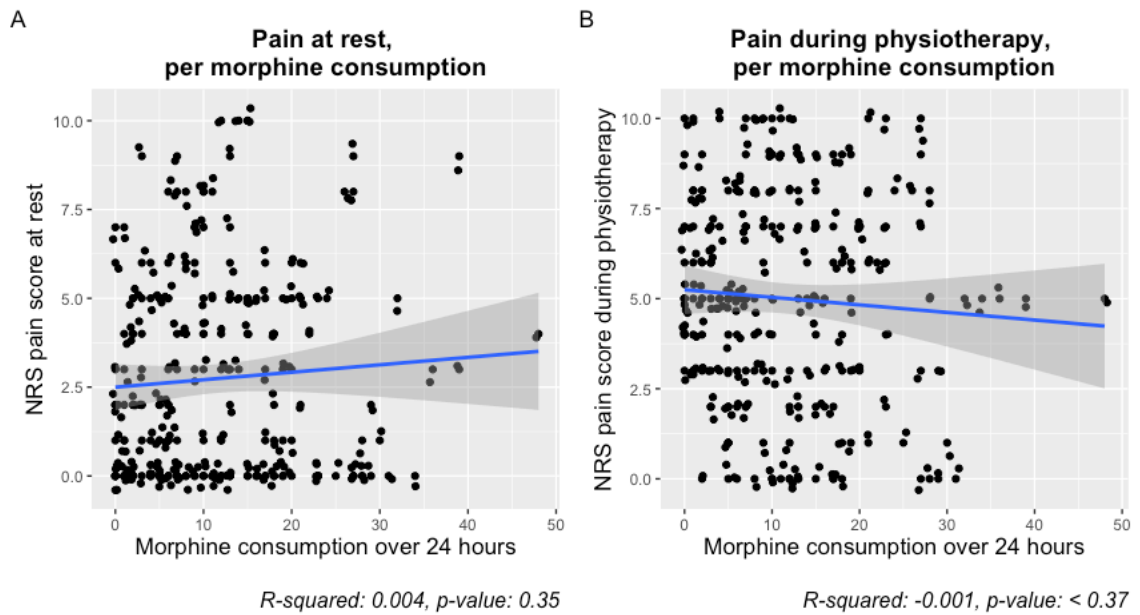 A
Pain at rest,
per morphine consumption
NRS pain score at rest
10.0
7.5
5.0
2.5
0.0
0
10
20
30
40
50
Morphine consumption over 24 hours
R-squared: 0.004, p-value: 0.35
B
Pain during physiotherapy,
per morphine consumption
NRS pain score during physiotherapy
10.0
7.5
5.0
2.5
0.0
0
10
20
30
40
50
Morphine consumption over 24 hours
R-squared: -0.001, p-value: < 0.37